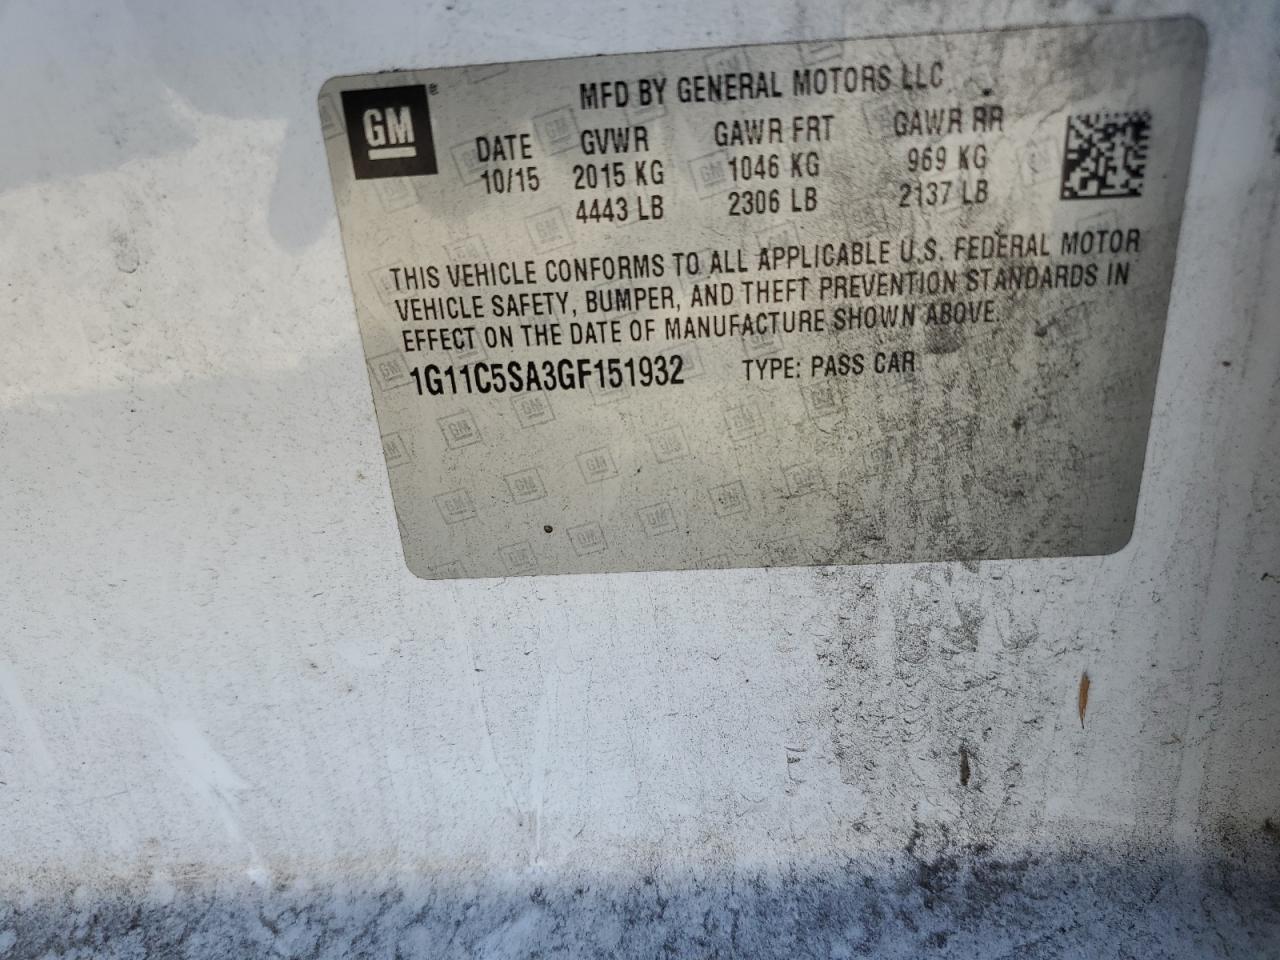 GM®
MFD BY GENERAL MOTORS LLC
DATE GVWR GAWR FRT GAWR RR
10/15 2015 KG 1046 KG 969 KG
4443 LB 2306 LB 2137 LB
THIS VEHICLE CONFORMS TO ALL APPLICABLE U.S. FEDERAL MOTOR
VEHICLE SAFETY, BUMPER, AND THEFT PREVENTION STANDARDS IN
EFFECT ON THE DATE OF MANUFACTURE SHOWN ABOVE.
1G11C5SA3GF151932 TYPE: PASS CAR